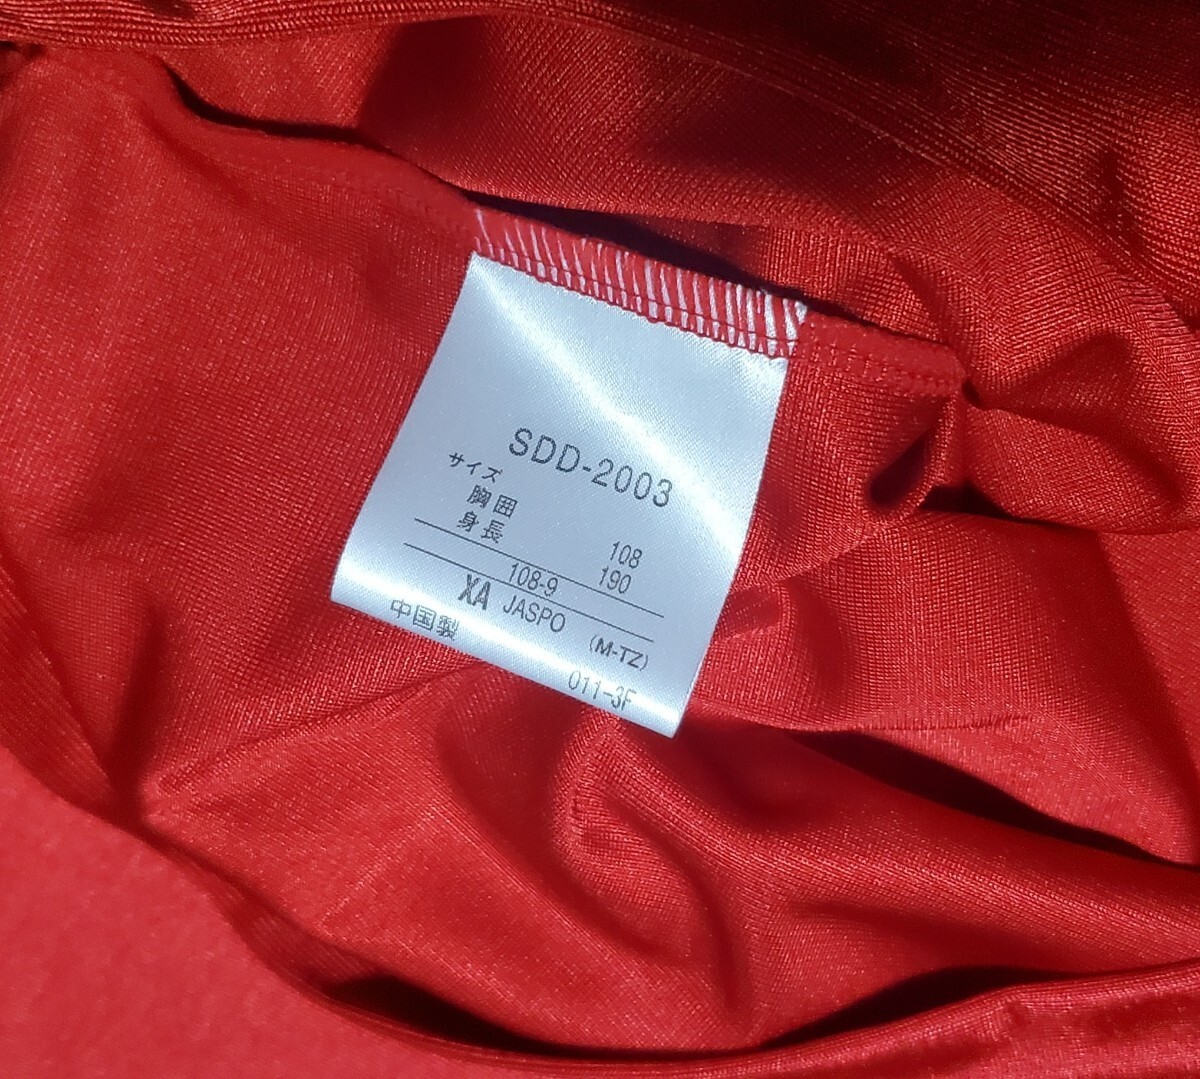 SDD-2003
サイズ
胸囲 108
身長 190
108-9
XA JASPO (M-TZ)
中国製 011-3F